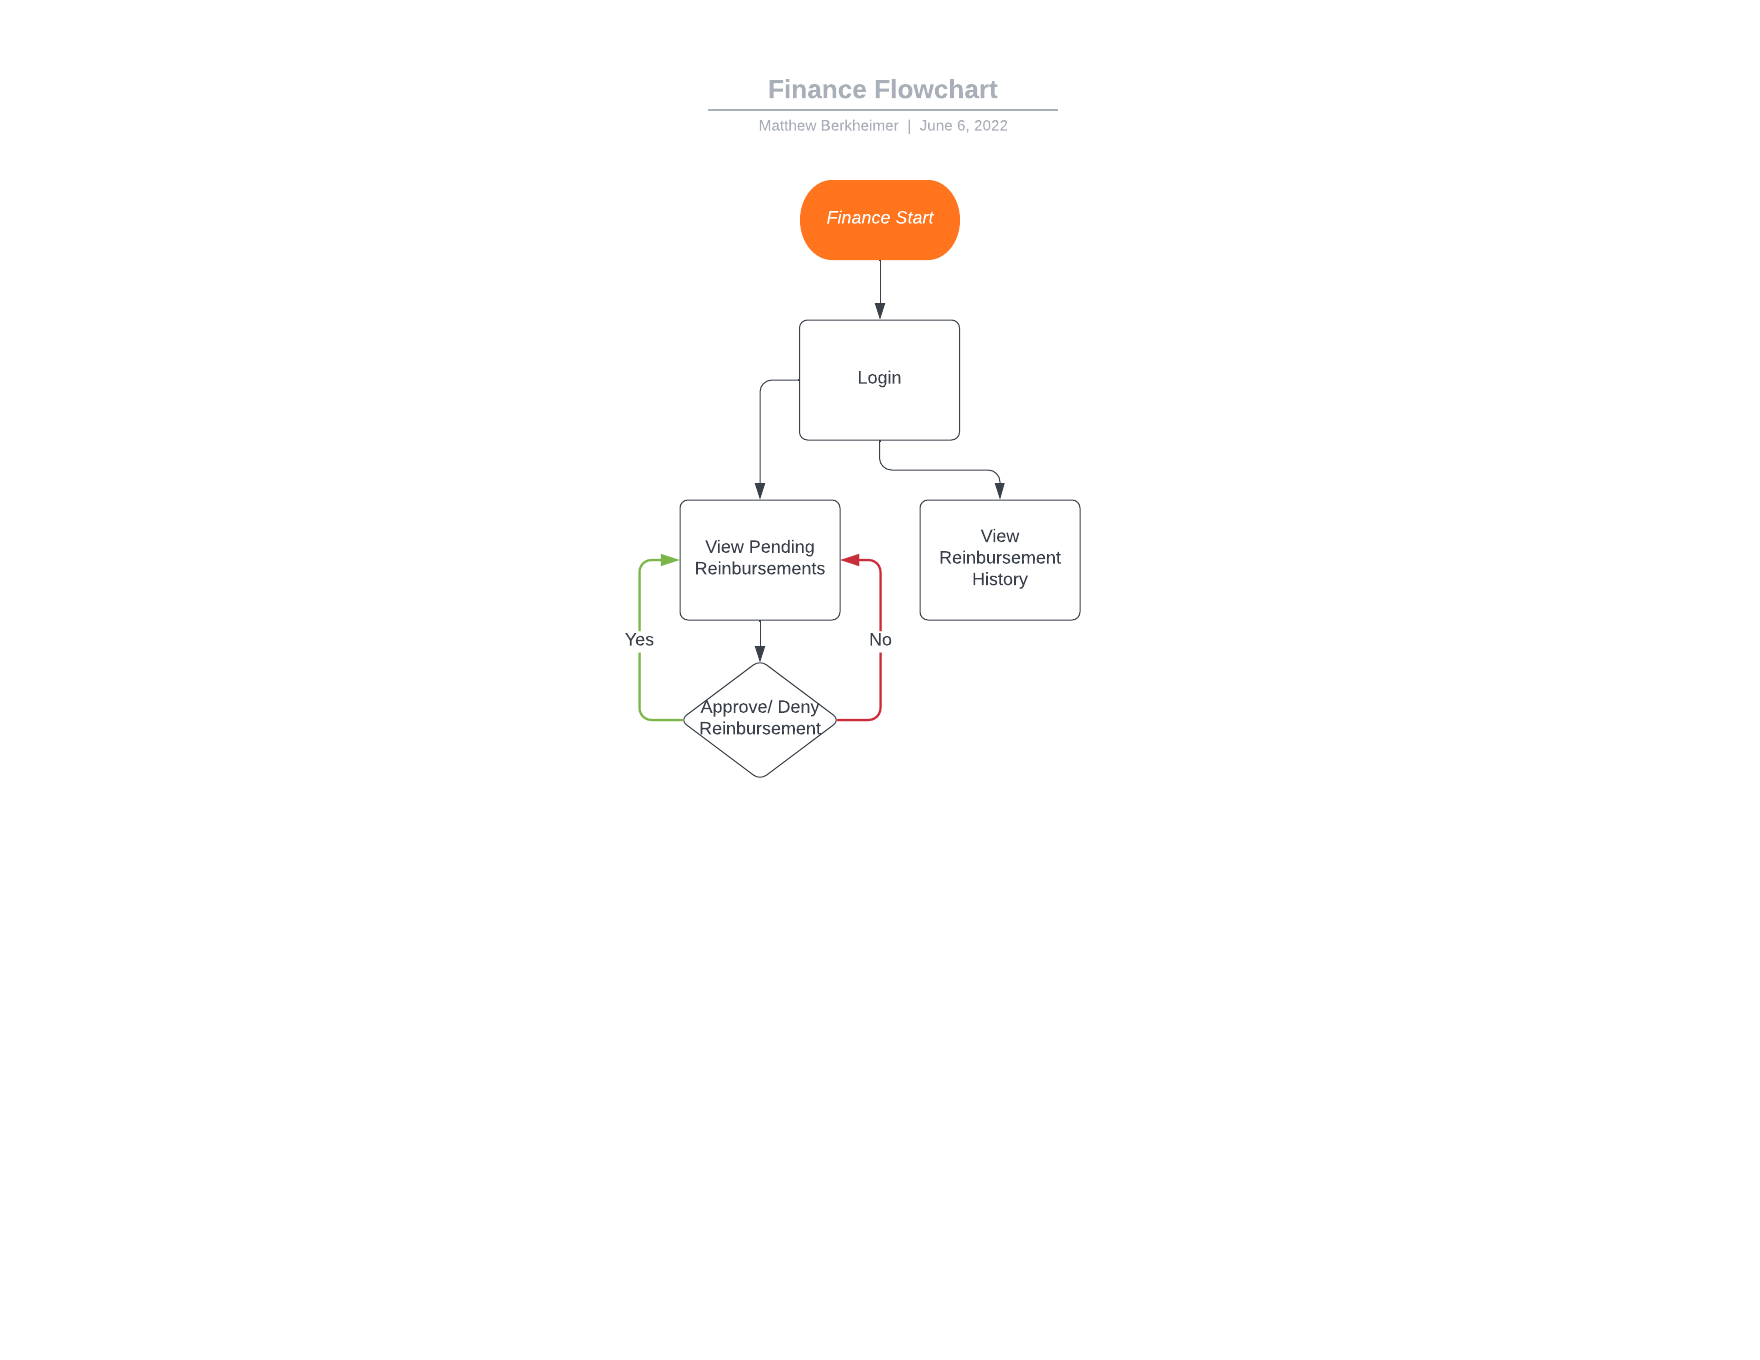 Finance Flowchart
Matthew Berkheimer | June 6, 2022
Finance Start
Login
View Pending
Reinbursements
View
Reinbursement
History
Yes
No
Approve/ Deny
Reinbursement